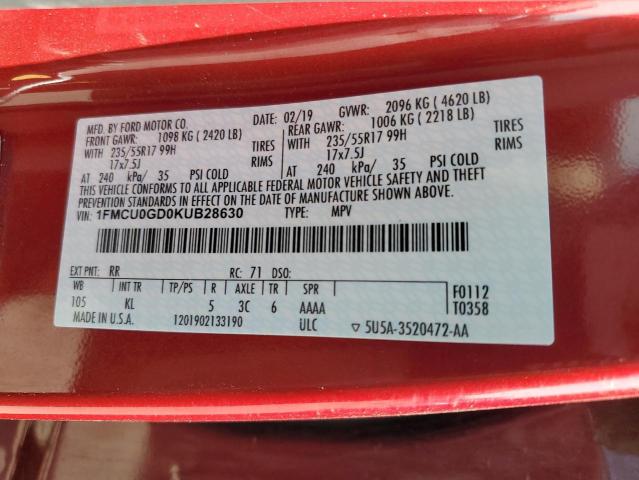 MFD. BY FORD MOTOR CO. DATE: 02/19 GVWR: 2096 KG ( 4620 LB)
FRONT GAWR: 1098 KG ( 2420 LB) REAR GAWR: 1006 KG ( 2218 LB)
WITH 235/55R17 99H TIRES WITH 235/55R17 99H TIRES
17x7.5J RIMS 17x7.5J RIMS
AT 240 kPa/ 35 PSI COLD AT 240 kPa/ 35 PSI COLD
THIS VEHICLE CONFORMS TO ALL APPLICABLE FEDERAL MOTOR VEHICLE SAFETY AND THEFT
PREVENTION STANDARDS IN EFFECT ON THE DATE OF MANUFACTURE SHOWN ABOVE.
VIN: 1FMCU0GD0KUB28630 TYPE: MPV
EXT PNT: RR RC: 71 DSO:
WB INT TR TP/PS R AXLE TR SPR F0112
105 KL 5 3C 6 AAAA T0358
MADE IN U.S.A. 1201902133190 ULC ▽ 5U5A-3520472-AA